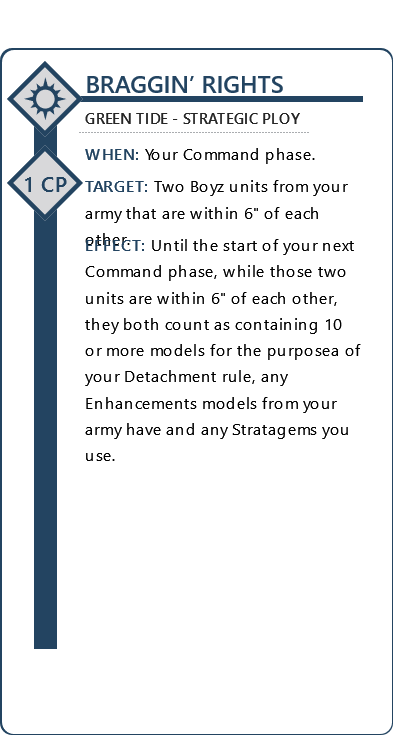 BRAGGIN’ RIGHTS
GREEN TIDE - STRATEGIC PLOY
WHEN: Your Command phase.
1 CP
TARGET: Two Boyz units from your
army that are within 6" of each
other.
EFFECT: Until the start of your next
Command phase, while those two
units are within 6" of each other,
they both count as containing 10
or more models for the purposea of
your Detachment rule, any
Enhancements models from your
army have and any Stratagems you
use.